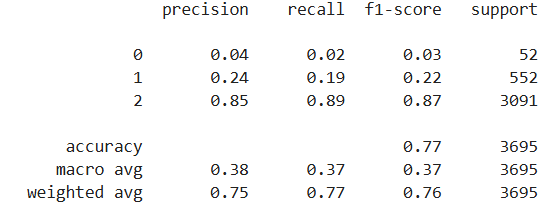 precision recall f1-score support
0 0.04 0.02 0.03 52
1 0.24 0.19 0.22 552
2 0.85 0.89 0.87 3091
accuracy 0.77 3695
macro avg 0.38 0.37 0.37 3695
weighted avg 0.75 0.77 0.76 3695